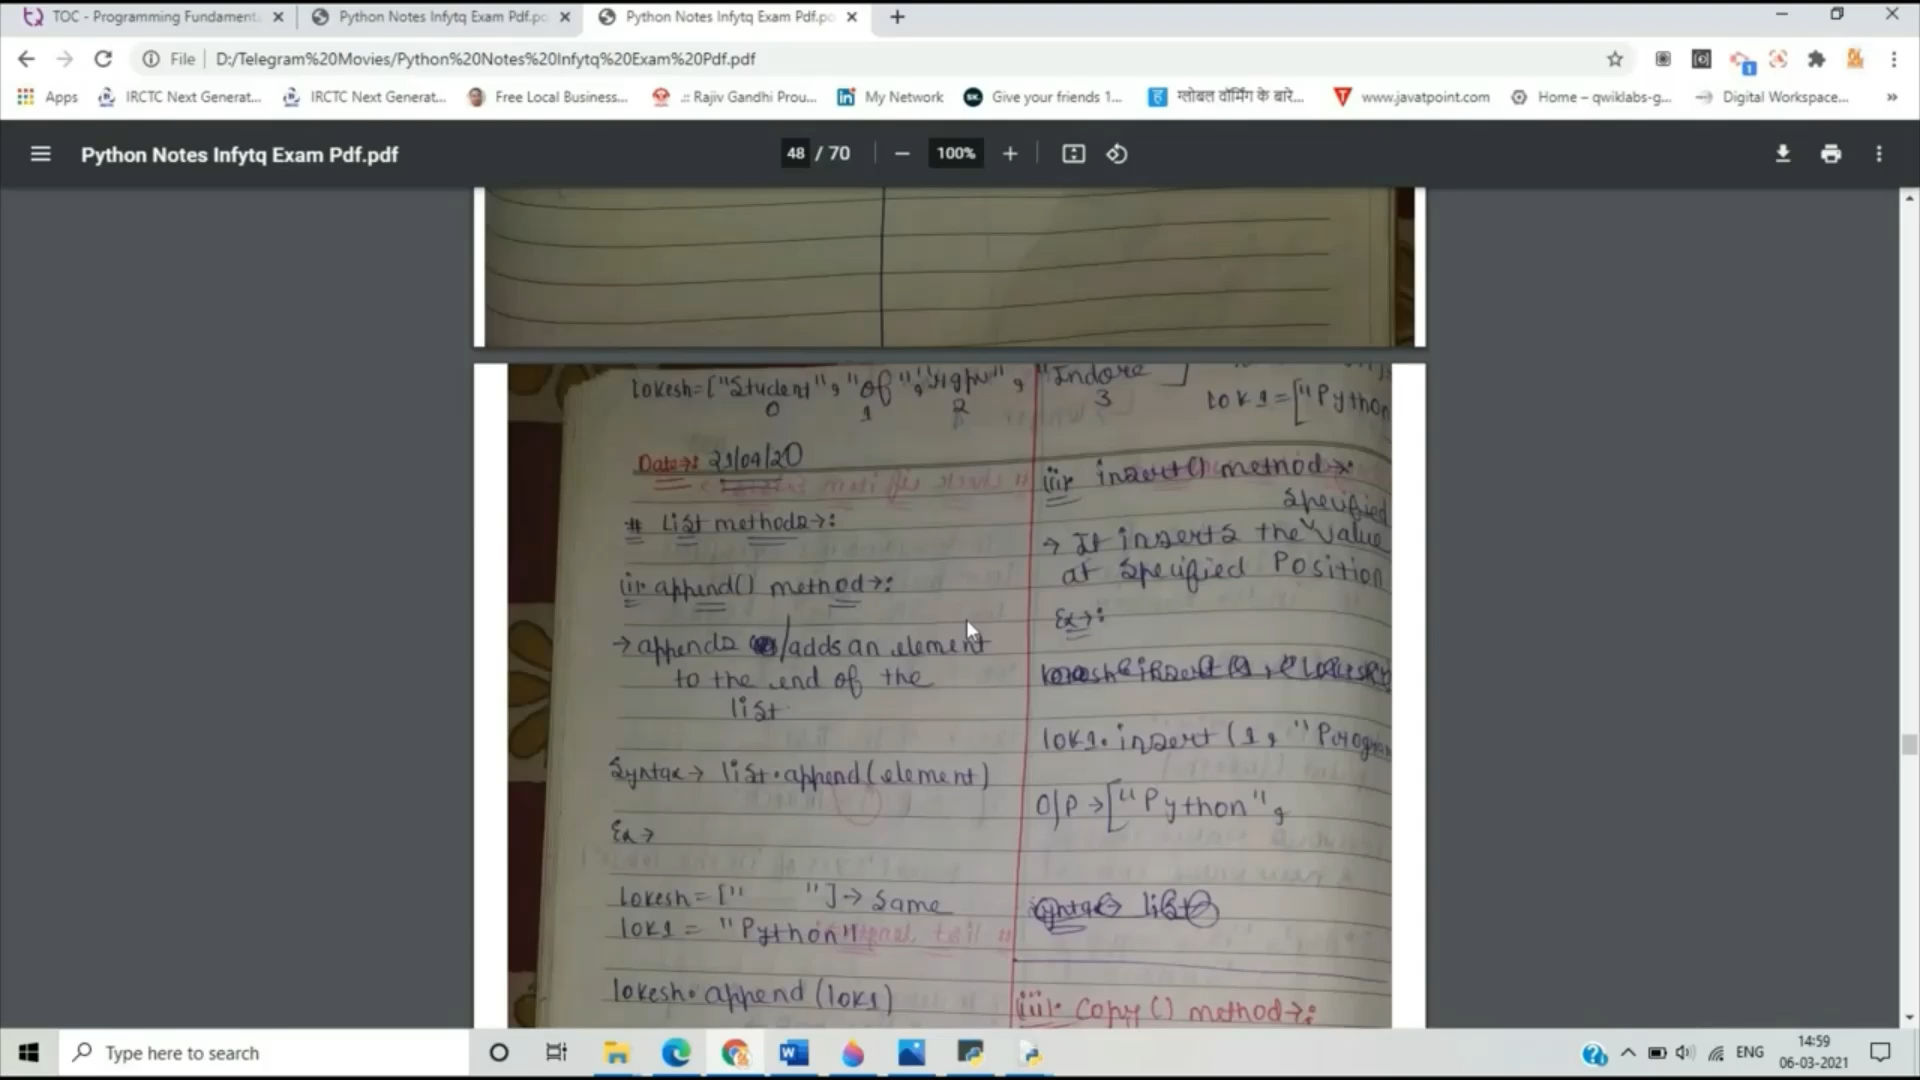 TOC - Programming Fundament
Python Notes Infytq Exam Pdf.po
Python Notes Infytq Exam Pdf.po
File
D:/Telegram%20Movies/Python%20Notes%20Infytq%20Exam%20Pdf.pdf
Apps
IRCTC Next Generat...
IRCTC Next Generat...
Free Local Business...
.:: Rajiv Gandhi Prou...
My Network
Give your friends 1...
ग्लोबल वॉर्मिंग के बारे...
www.javatpoint.com
Home – qwiklabs-g...
Digital Workspace...
»
Python Notes Infytq Exam Pdf.pdf
48 / 70
100%
lokesh=["Student", "of", "Indore"]
0 1 2 3
Date→: 21/04/20
# List methods→:
(i). append() method→:
→ appends /adds an element
to the end of the
list.
Syntax→ list.append(element)
Ex→
lokesh=[" "]→ Same
lok1 = "Python"
lokesh.append(lok1)
lok1=["Python
(ii). insert() method→:
specified
→ It inserts the value
at specified Position
Ex→:
lok1.insert(1, "Program
O/P→["Python",
(iii). Copy() method→:
Type here to search
ENG
14:59
06-03-2021